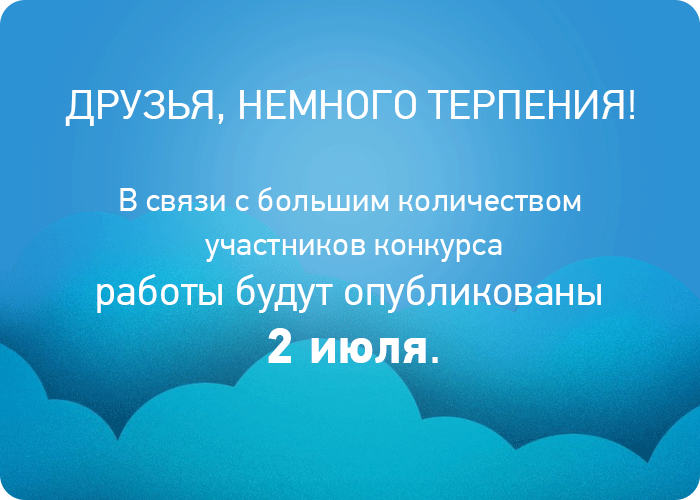 ДРУЗЬЯ, НЕМНОГО ТЕРПЕНИЯ!
В связи с большим количеством
участников конкурса
работы будут опубликованы
2 июля.